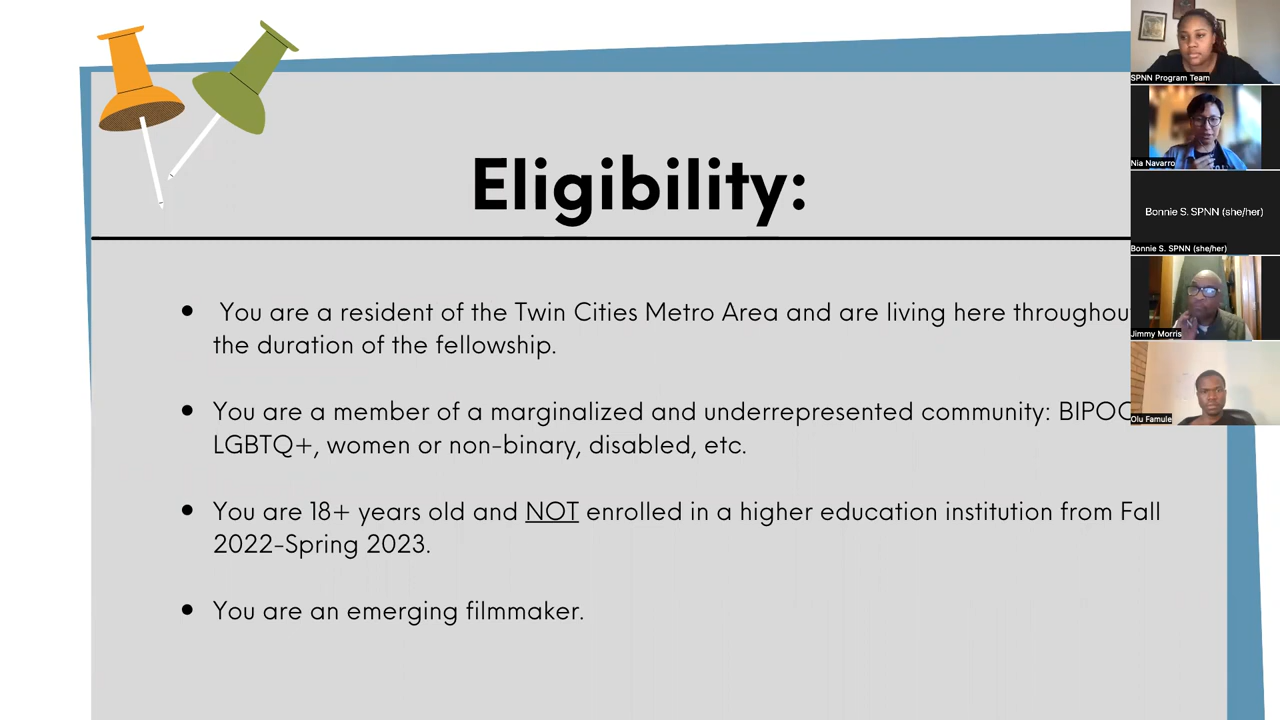 Eligibility:
You are a resident of the Twin Cities Metro Area and are living here throughou
the duration of the fellowship.
You are a member of a marginalized and underrepresented community: BIPOC
LGBTQ+, women or non-binary, disabled, etc.
You are 18+ years old and NOT enrolled in a higher education institution from Fall
2022-Spring 2023.
You are an emerging filmmaker.
SPNN Program Team
Nia Navarro
Bonnie S. SPNN (she/her)
Bonnie S. SPNN (she/her)
Jimmy Morris
Olu Famule